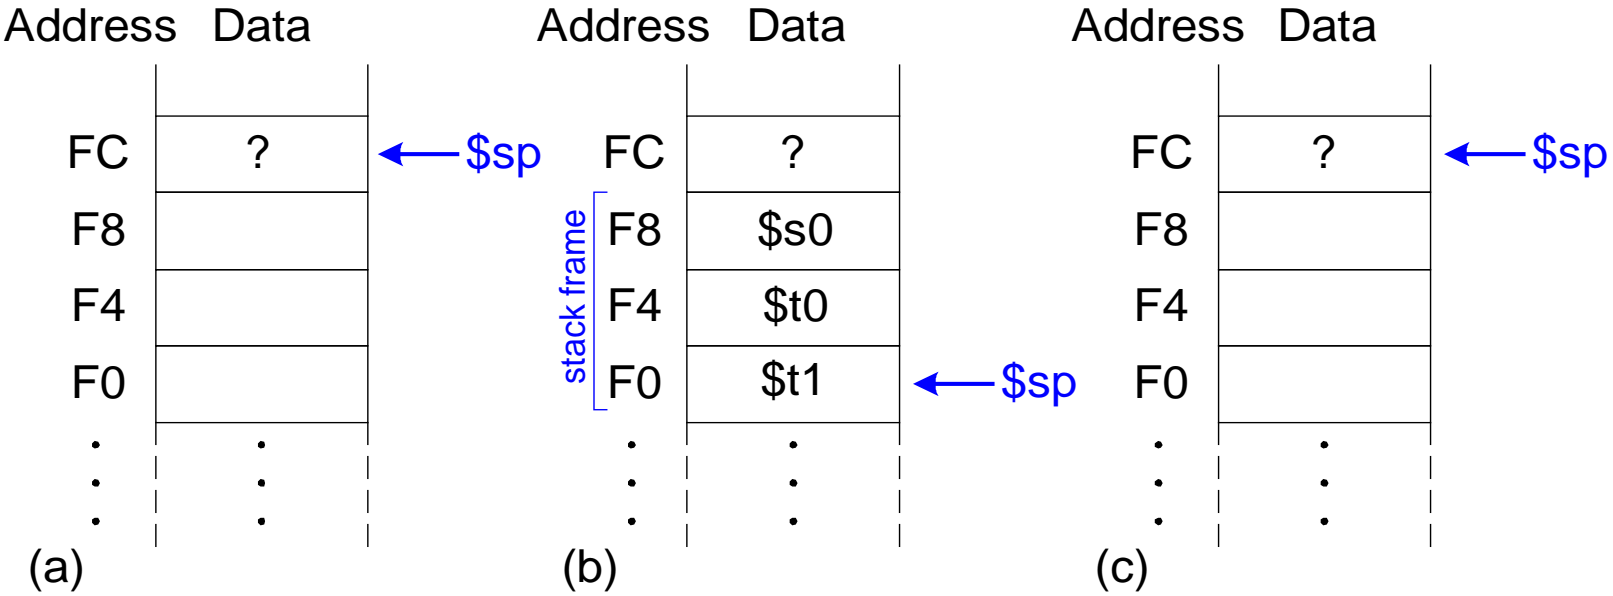 Address Data Address Data Address Data
FC ? $sp FC ? FC ? $sp
F8 F8 $s0 F8
stack frame
F4 F4 $t0 F4
F0 F0 $t1 $sp F0
(a) (b) (c)